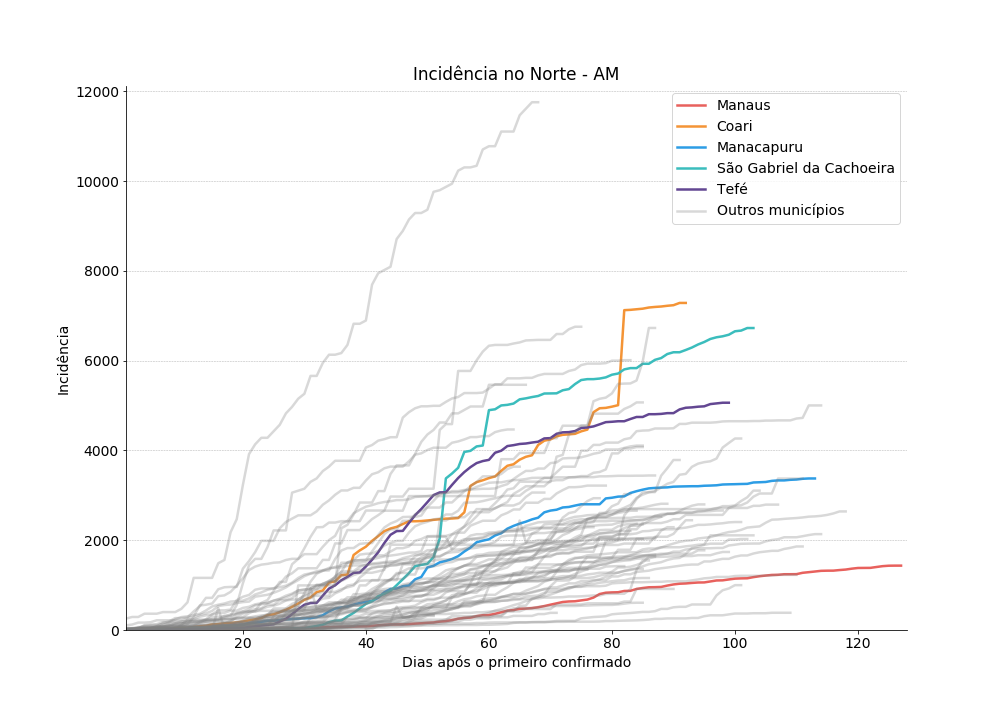 Incidência no Norte - AM
Manaus
Coari
Manacapuru
São Gabriel da Cachoeira
Tefé
Outros municípios
Incidência
12000
10000
8000
6000
4000
2000
0
20
40
60
80
100
120
Dias após o primeiro confirmado